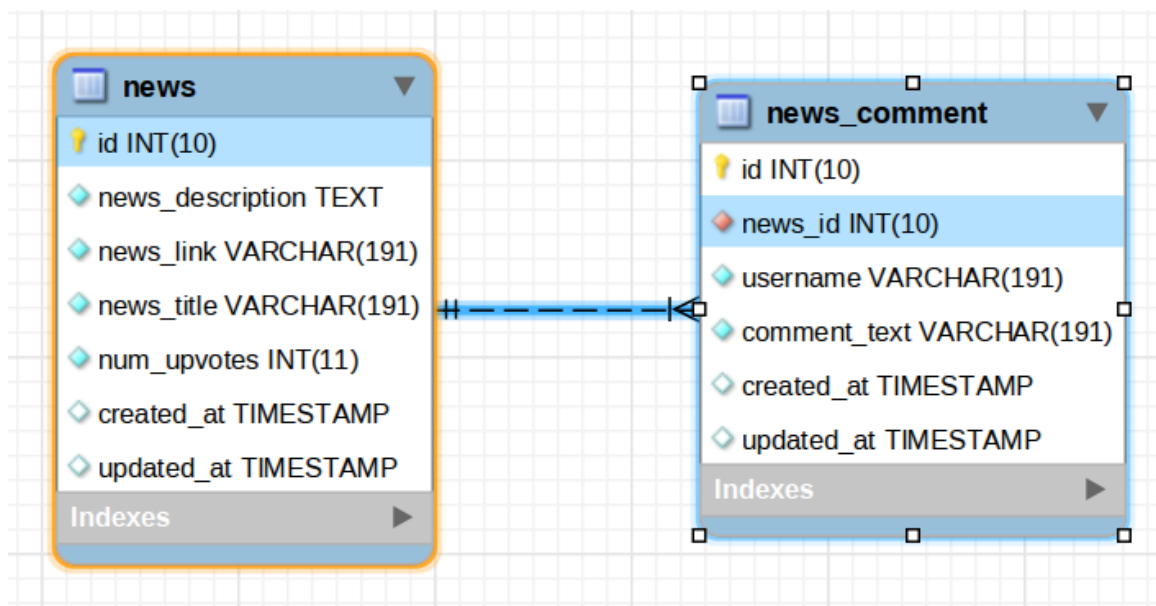 news
id INT(10)
news_description TEXT
news_link VARCHAR(191)
news_title VARCHAR(191)
num_upvotes INT(11)
created_at TIMESTAMP
updated_at TIMESTAMP
Indexes
news_comment
id INT(10)
news_id INT(10)
username VARCHAR(191)
comment_text VARCHAR(191)
created_at TIMESTAMP
updated_at TIMESTAMP
Indexes